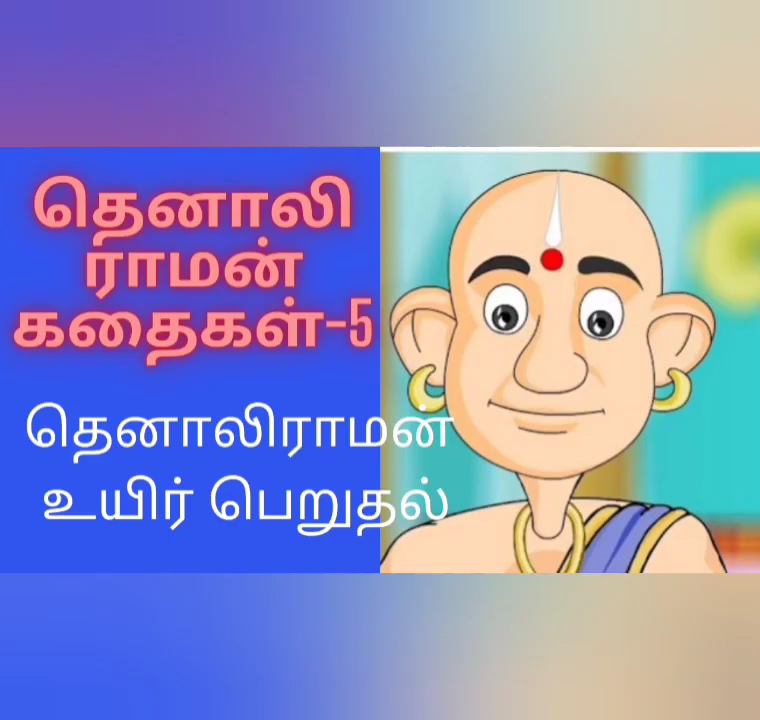 தெனாலி
ராமன்
கதைகள்-5
தெனாலிராமன்
உயிர் பெறுதல்